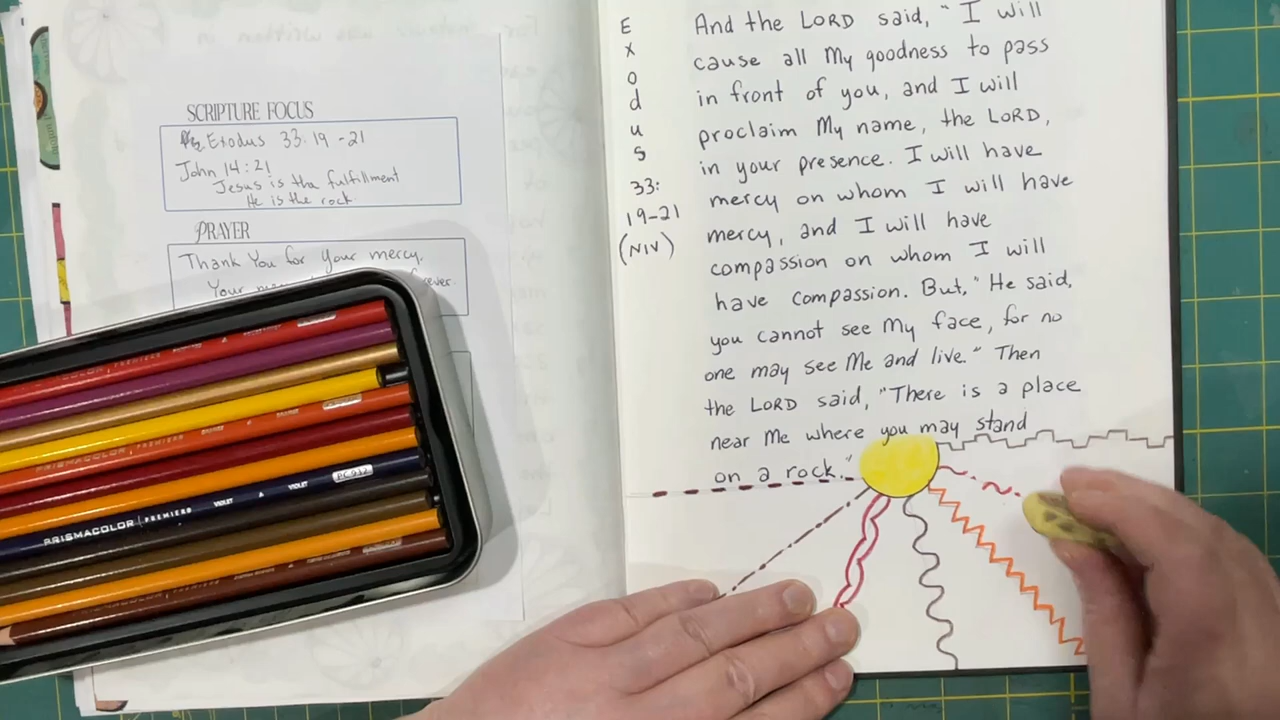 SCRIPTURE FOCUS
Exodus 33:19-21
John 14:21
Jesus is the fulfillment
He is the rock
PRAYER
Thank You for Your mercy.
Your forever.
PRISMACOLOR PREMIER VIOLET VIOLET PC 932
PRISMACOLOR PREMIER
E
x
o
d
u
s
33:
19-21
(NIV)
And the LORD said, "I will
cause all My goodness to pass
in front of you, and I will
proclaim My name, the LORD,
in your presence. I will have
mercy on whom I will have
mercy, and I will have
compassion on whom I will
have compassion. But," He said,
you cannot see My face, for no
one may see Me and live." Then
the LORD said, "There is a place
near Me where you may stand
on a rock."